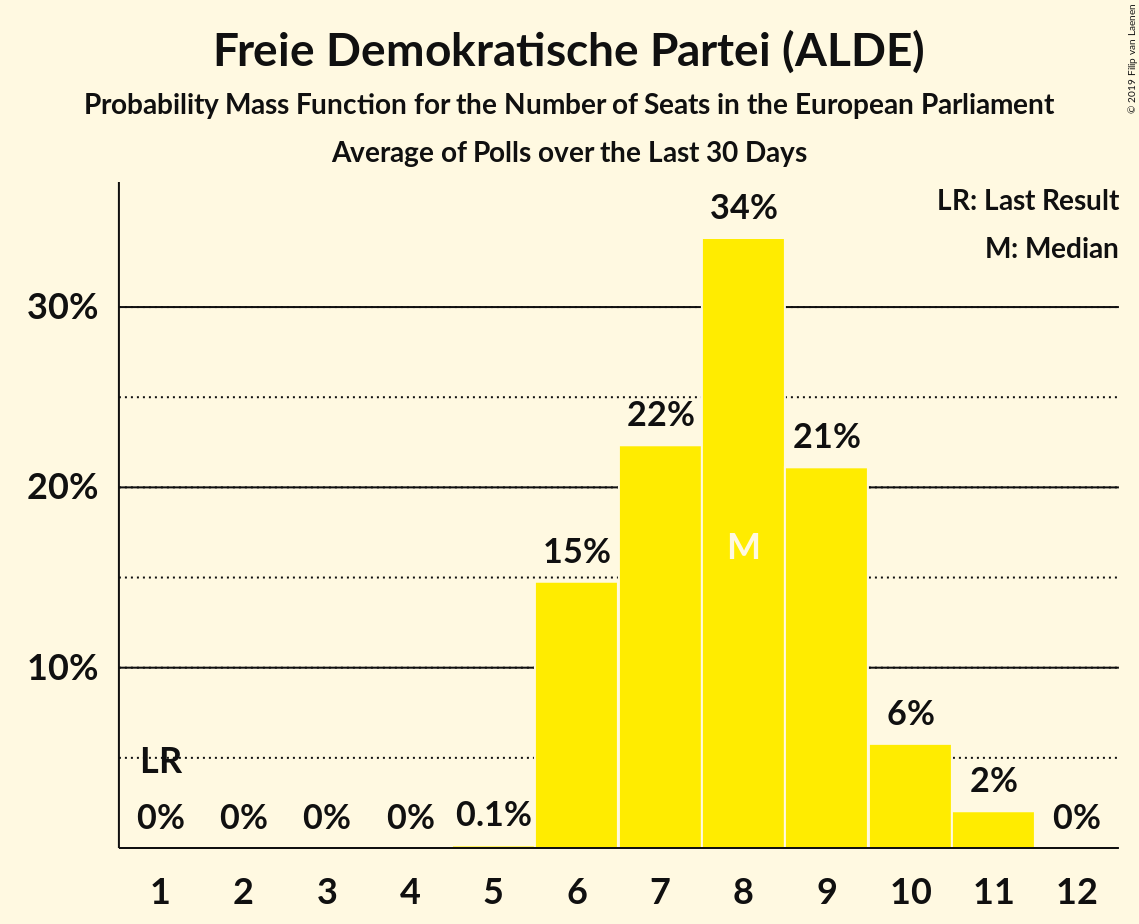 Freie Demokratische Partei (ALDE)
Probability Mass Function for the Number of Seats in the European Parliament
Average of Polls over the Last 30 Days
© 2019 Filip van Laenen
LR: Last Result
M: Median
34%
30%
22%
21%
20%
15%
M
10%
6%
LR
2%
0% 0% 0% 0% 0.1% 0%
1 2 3 4 5 6 7 8 9 10 11 12